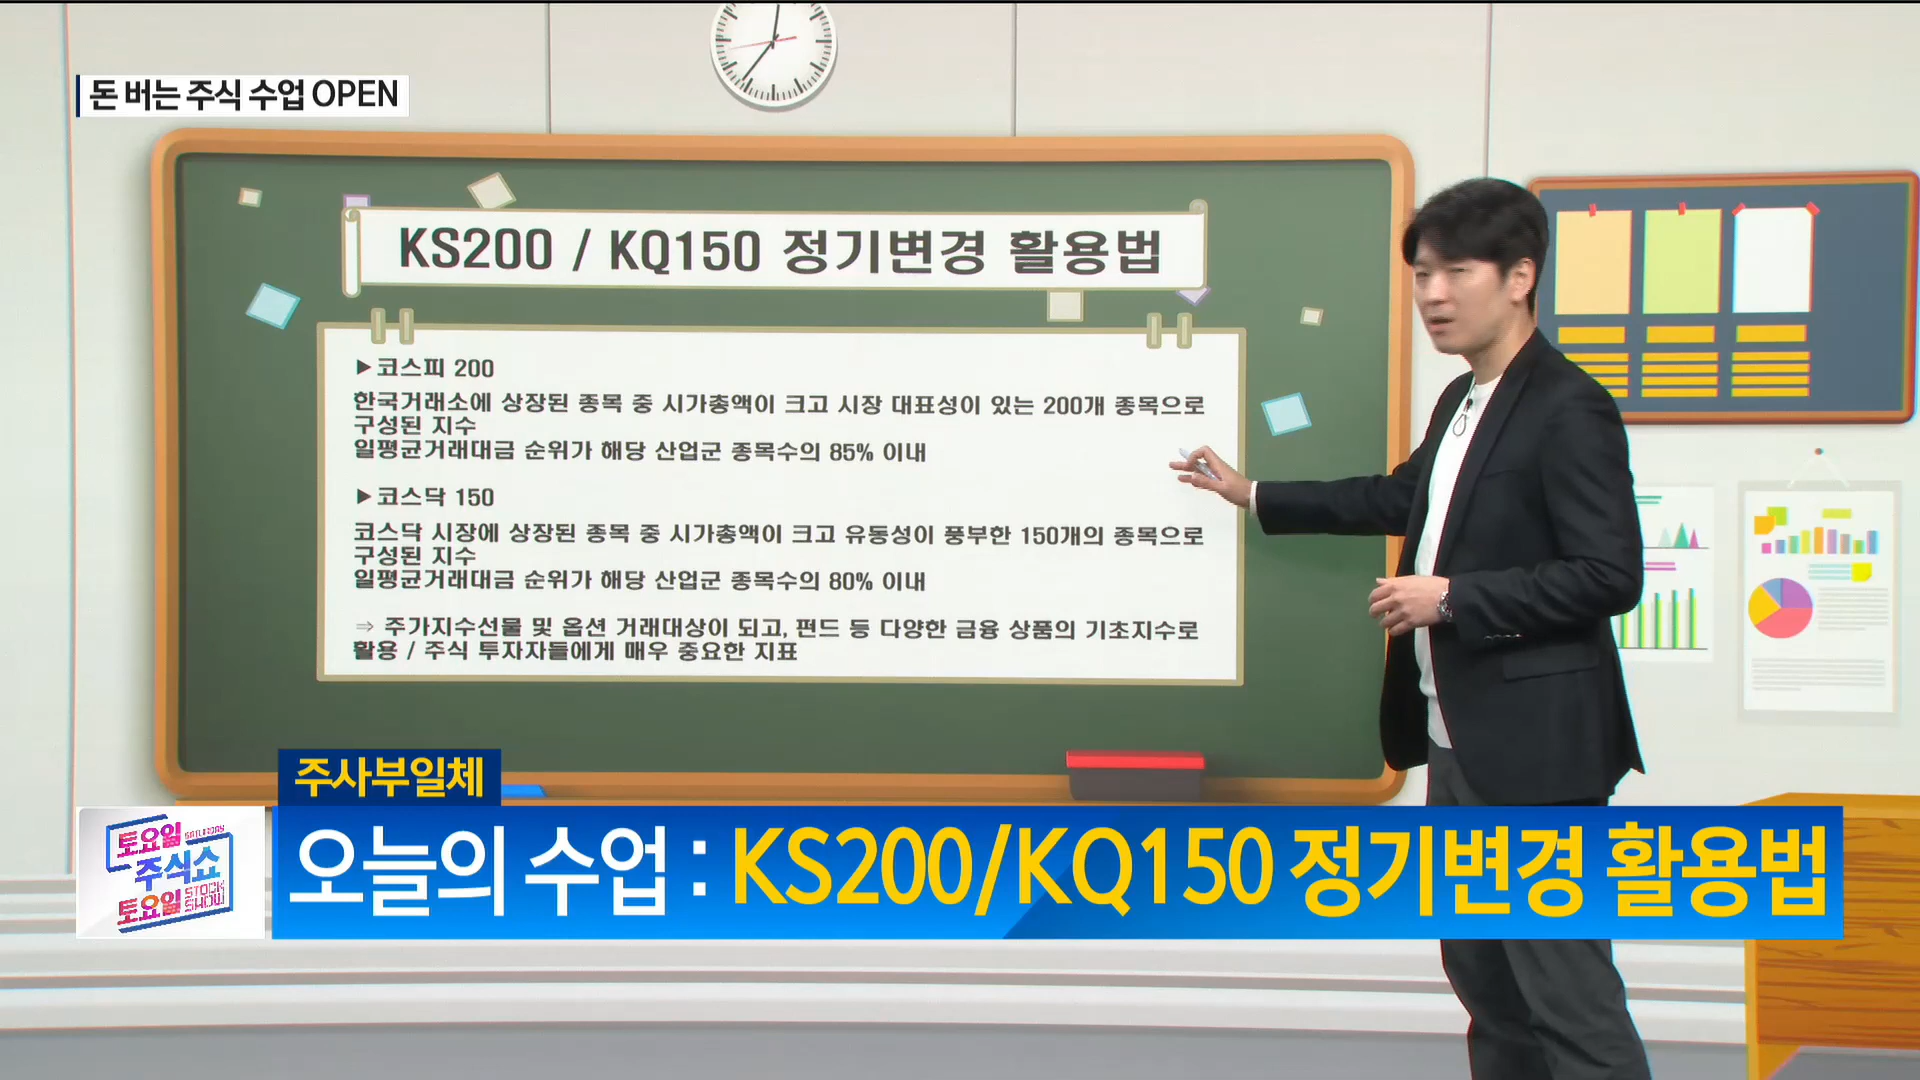 돈 버는 주식 수업 OPEN
KS200 / KQ150 정기변경 활용법
▶코스피 200
한국거래소에 상장된 종목 중 시가총액이 크고 시장 대표성이 있는 200개 종목으로
구성된 지수
일평균거래대금 순위가 해당 산업군 종목수의 85% 이내
▶코스닥 150
코스닥 시장에 상장된 종목 중 시가총액이 크고 유동성이 풍부한 150개의 종목으로
구성된 지수
일평균거래대금 순위가 해당 산업군 종목수의 80% 이내
⇒ 주가지수선물 및 옵션 거래대상이 되고, 펀드 등 다양한 금융 상품의 기초지수로
활용 / 주식 투자자들에게 매우 중요한 지표
주사부일체
오늘의 수업 : KS200/KQ150 정기변경 활용법
토요일 SATURDAY
주식쇼
토요일 STOCK SHOW